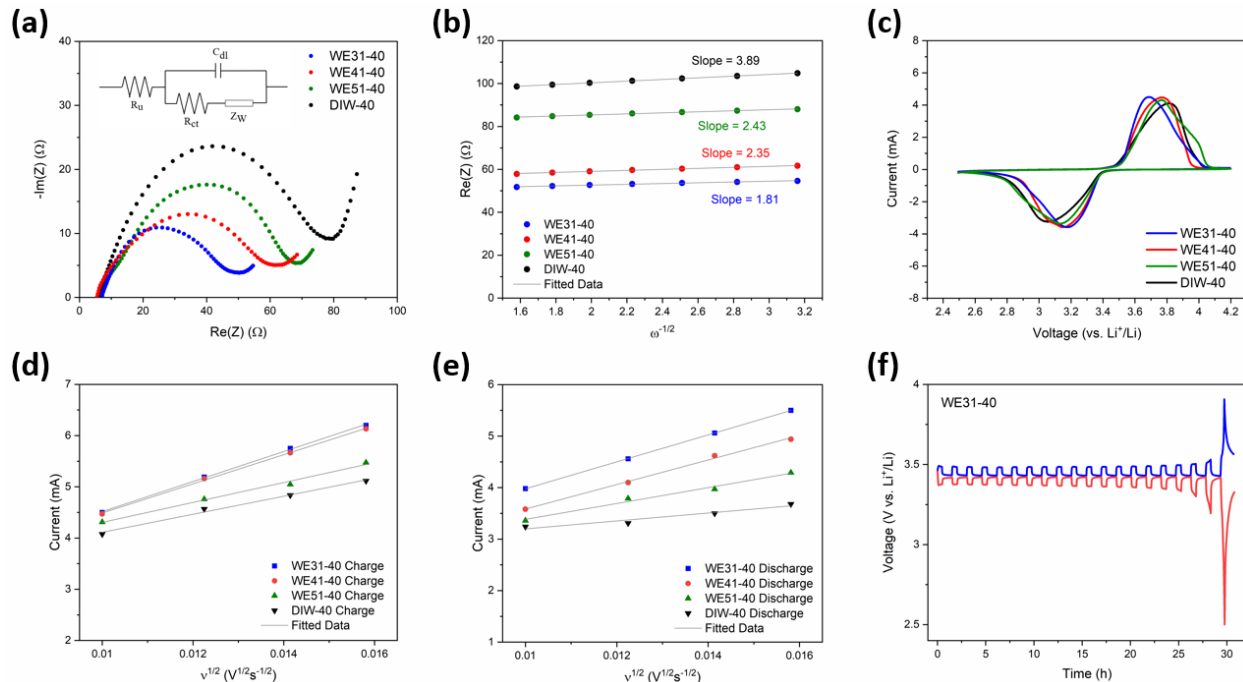 (a)
40
35
30
25
20
15
10
5
0
-Im(Z) (Ω)
0 20 40 60 80 100
Re(Z) (Ω)
C_dl
R_u
R_ct
Z_W
WE31-40
WE41-40
WE51-40
DIW-40
(b)
120
100
80
60
40
20
0
Re(Z) (Ω)
Slope = 3.89
Slope = 2.43
Slope = 2.35
Slope = 1.81
WE31-40
WE41-40
WE51-40
DIW-40
Fitted Data
1.6 1.8 2.0 2.2 2.4 2.6 2.8 3.0 3.2
ω^-1/2
(c)
8
6
4
2
0
-2
-4
-6
-8
Current (mA)
WE31-40
WE41-40
WE51-40
DIW-40
2.4 2.6 2.8 3.0 3.2 3.4 3.6 3.8 4.0 4.2
Voltage (vs. Li⁺/Li)
(d)
7
6
5
4
3
2
Current (mA)
WE31-40 Charge
WE41-40 Charge
WE51-40 Charge
DIW-40 Charge
Fitted Data
0.01 0.012 0.014 0.016
ν^1/2 (V^1/2s^-1/2)
(e)
6
5
4
3
2
1
Current (mA)
WE31-40 Discharge
WE41-40 Discharge
WE51-40 Discharge
DIW-40 Discharge
Fitted Data
0.01 0.012 0.014 0.016
ν^1/2 (V^1/2s^-1/2)
(f)
WE31-40
4
3.5
3
2.5
Voltage (V vs. Li⁺/Li)
0 5 10 15 20 25 30
Time (h)